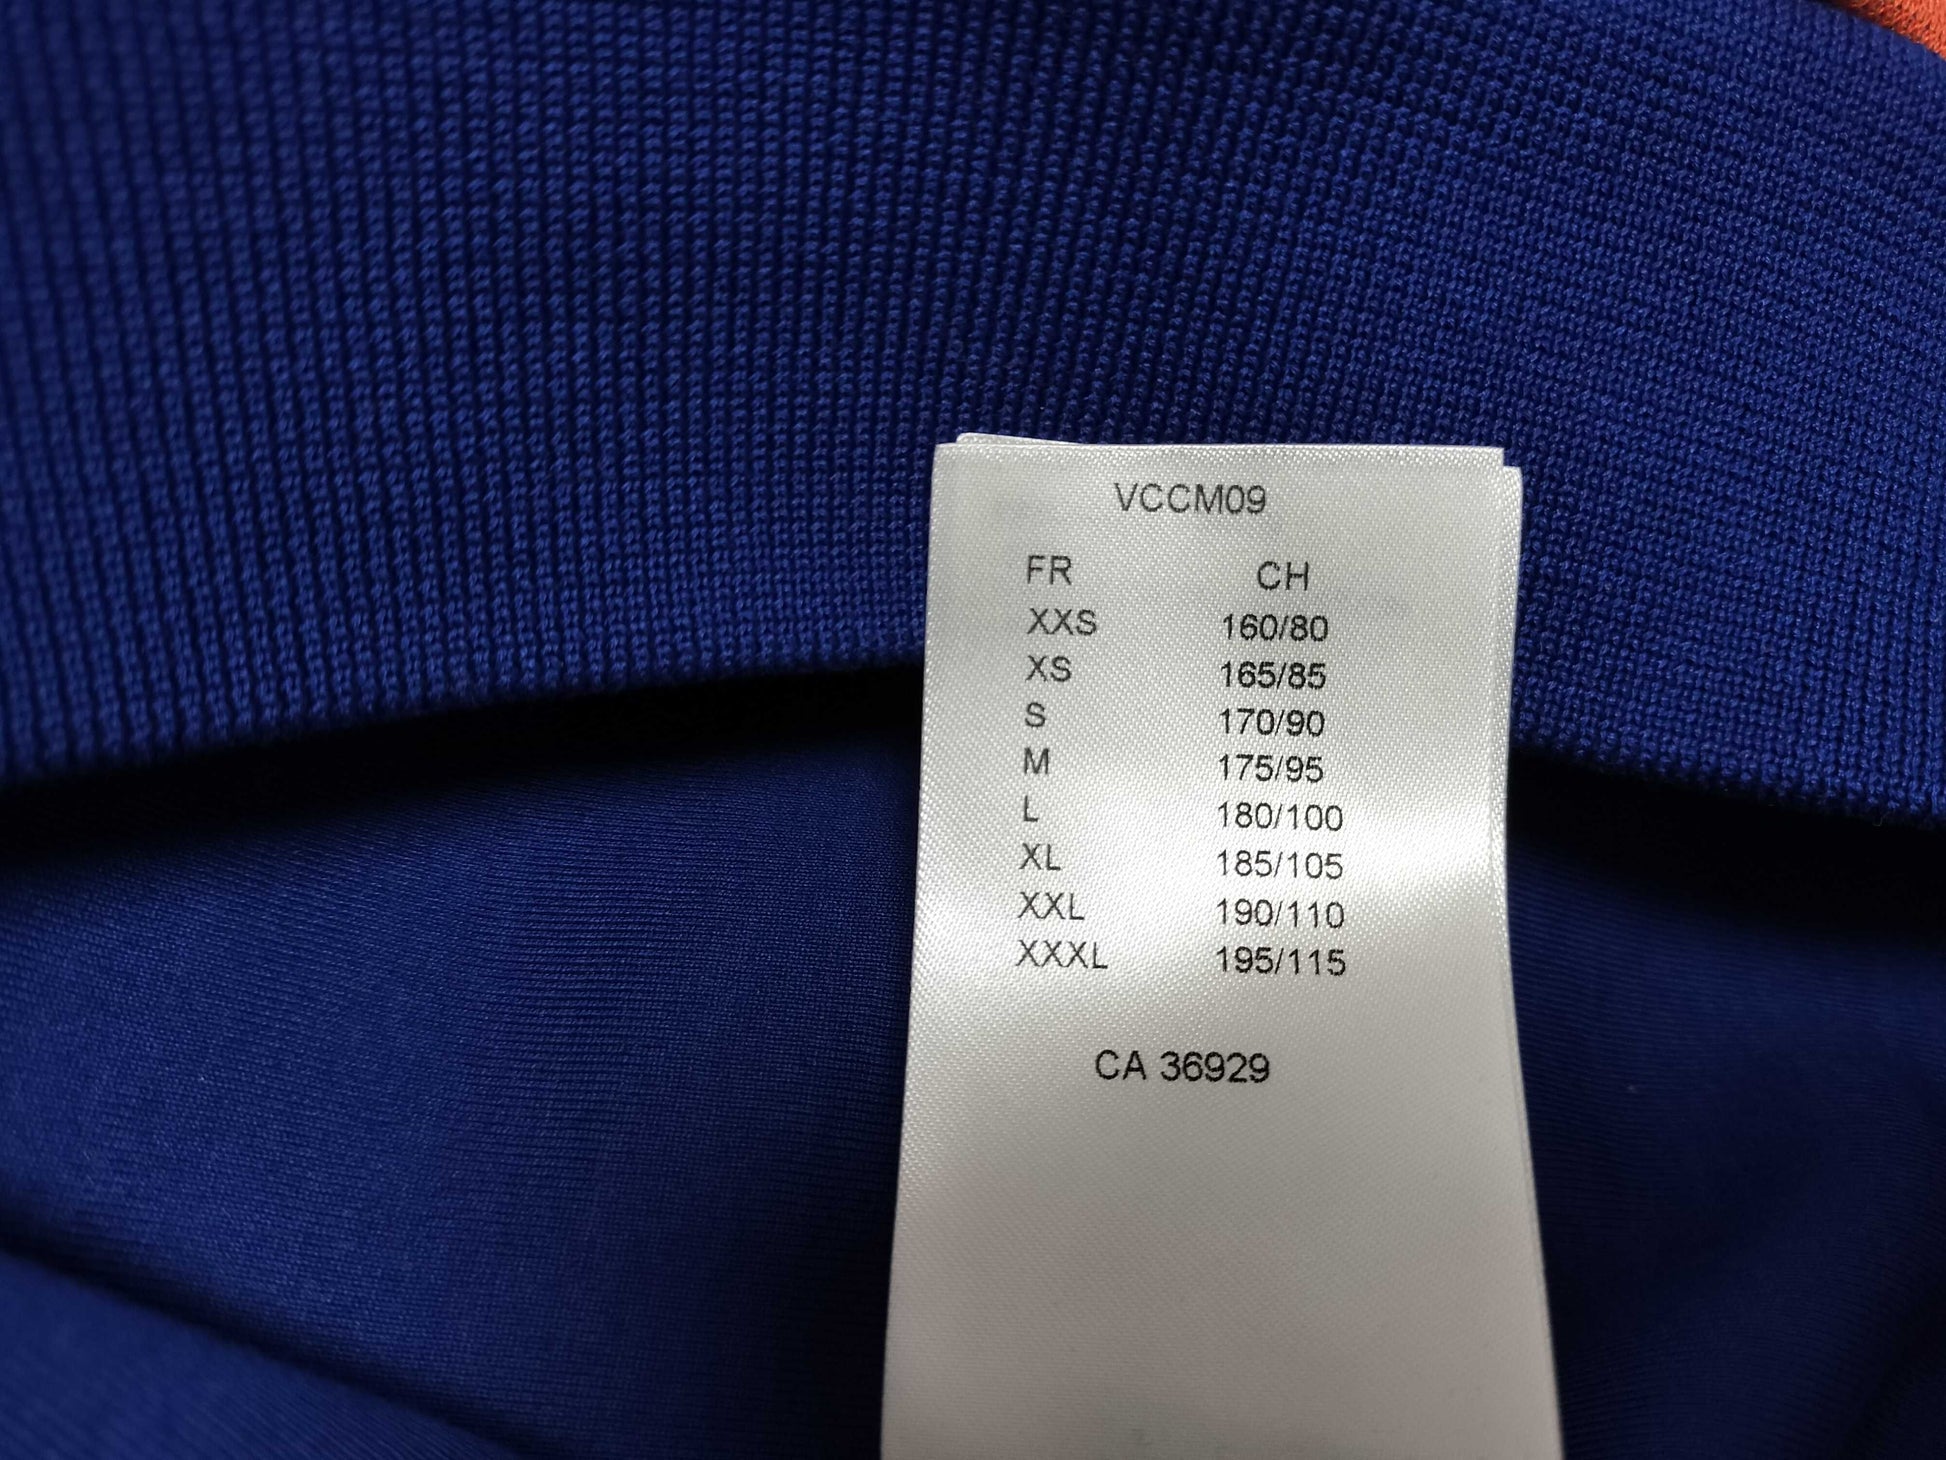 VCCM09
FR CH
XXS 160/80
XS 165/85
S 170/90
M 175/95
L 180/100
XL 185/105
XXL 190/110
XXXL 195/115
CA 36929